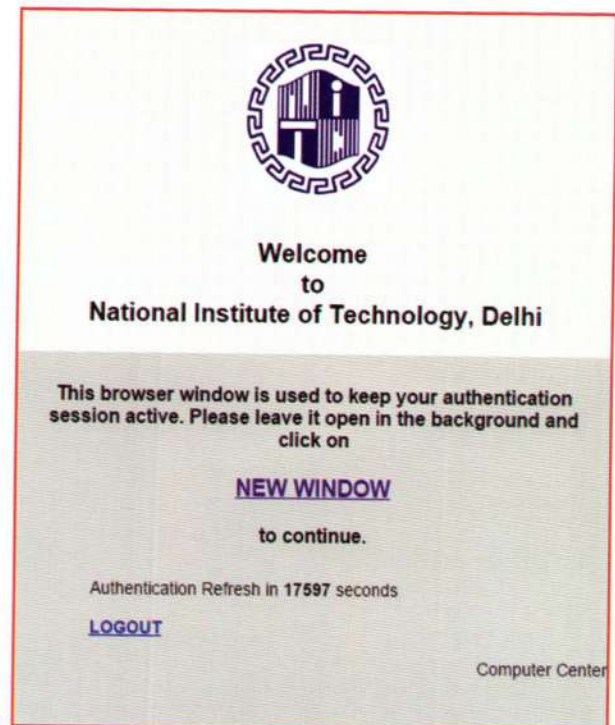 Welcome
to
National Institute of Technology, Delhi
This browser window is used to keep your authentication
session active. Please leave it open in the background and
click on
NEW WINDOW
to continue.
Authentication Refresh in 17597 seconds
LOGOUT
Computer Center